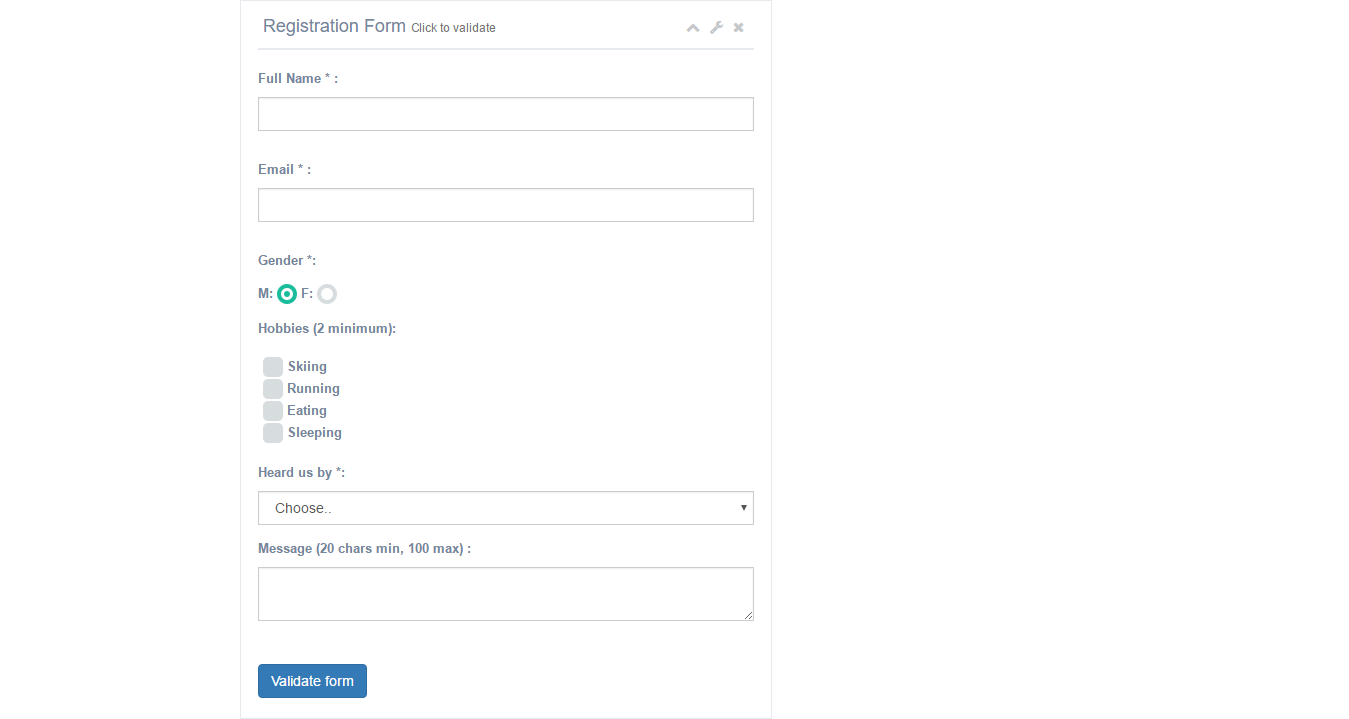 Registration Form Click to validate
Full Name * :
Email * :
Gender *:
M: F:
Hobbies (2 minimum):
Skiing
Running
Eating
Sleeping
Heard us by *:
Choose..
Message (20 chars min, 100 max) :
Validate form